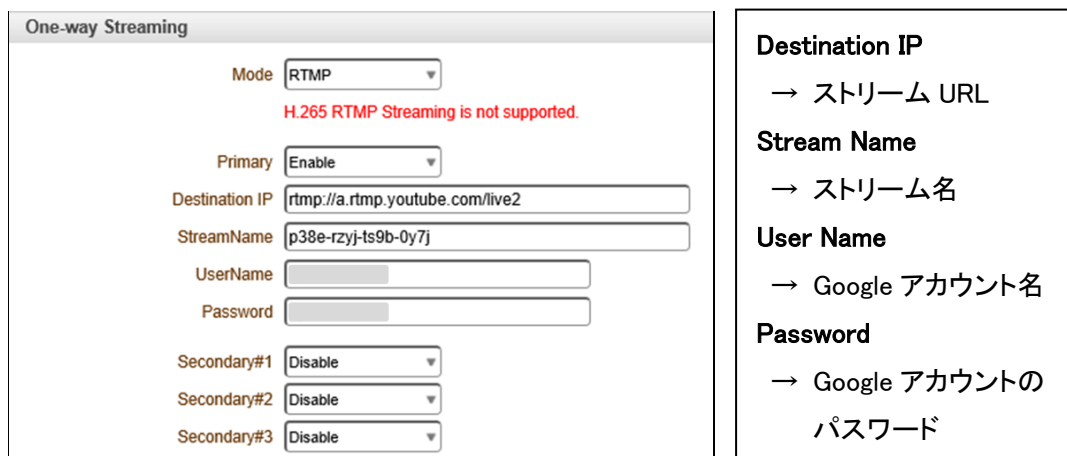 One-way Streaming
Mode RTMP
H.265 RTMP Streaming is not supported.
Primary Enable
Destination IP rtmp://a.rtmp.youtube.com/live2
StreamName p38e-rzyj-ts9b-0y7j
UserName
Password
Secondary#1 Disable
Secondary#2 Disable
Secondary#3 Disable
Destination IP
→ ストリーム URL
Stream Name
→ ストリーム名
User Name
→ Google アカウント名
Password
→ Google アカウントの
パスワード